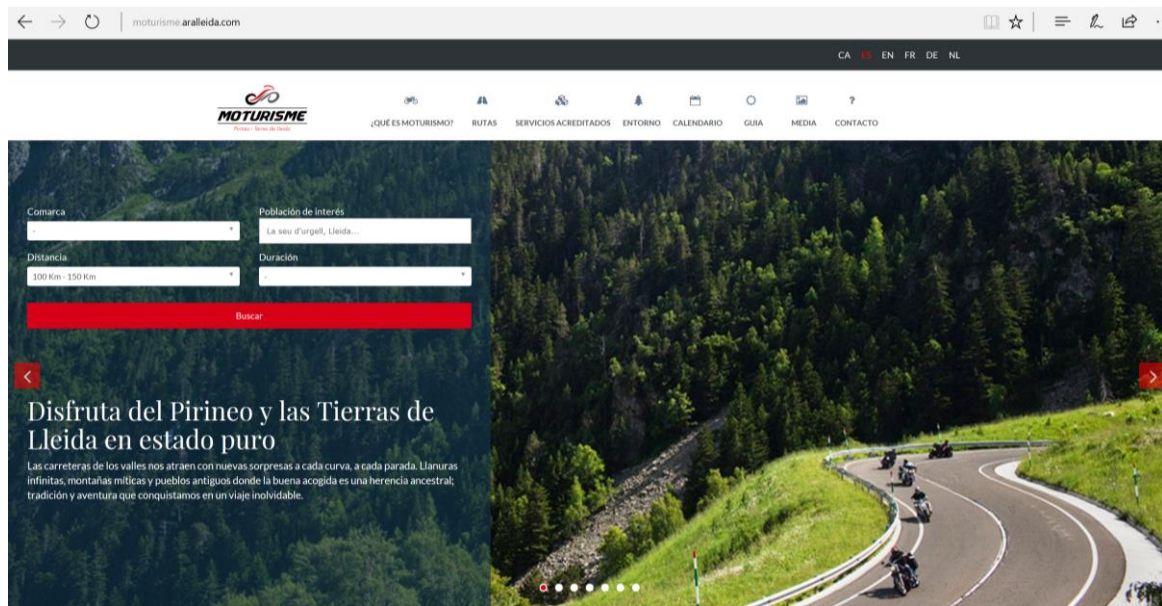 moturisme.aralleida.com
CA ES EN FR DE NL
MOTURISME
Pirineu i Terres de Lleida
¿QUÉ ES MOTURISMO? RUTAS SERVICIOS ACREDITADOS ENTORNO CALENDARIO GUIA MEDIA CONTACTO
Comarca Población de interés
- La seu d'urgell, Lleida...
Distancia Duración
100 Km - 150 Km -
Buscar
Disfruta del Pirineo y las Tierras de
Lleida en estado puro
Las carreteras de los valles nos atraen con nuevas sorpresas a cada curva, a cada parada. Llanuras
infinitas, montañas míticas y pueblos antiguos donde la buena acogida es una herencia ancestral;
tradición y aventura que conquistamos en un viaje inolvidable.